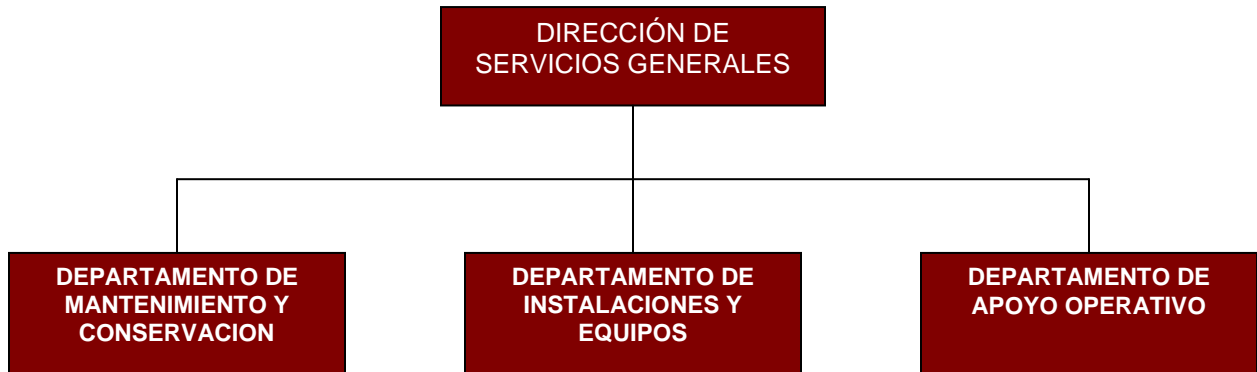 DIRECCIÓN DE
SERVICIOS GENERALES
DEPARTAMENTO DE
MANTENIMIENTO Y
CONSERVACION
DEPARTAMENTO DE
INSTALACIONES Y
EQUIPOS
DEPARTAMENTO DE
APOYO OPERATIVO